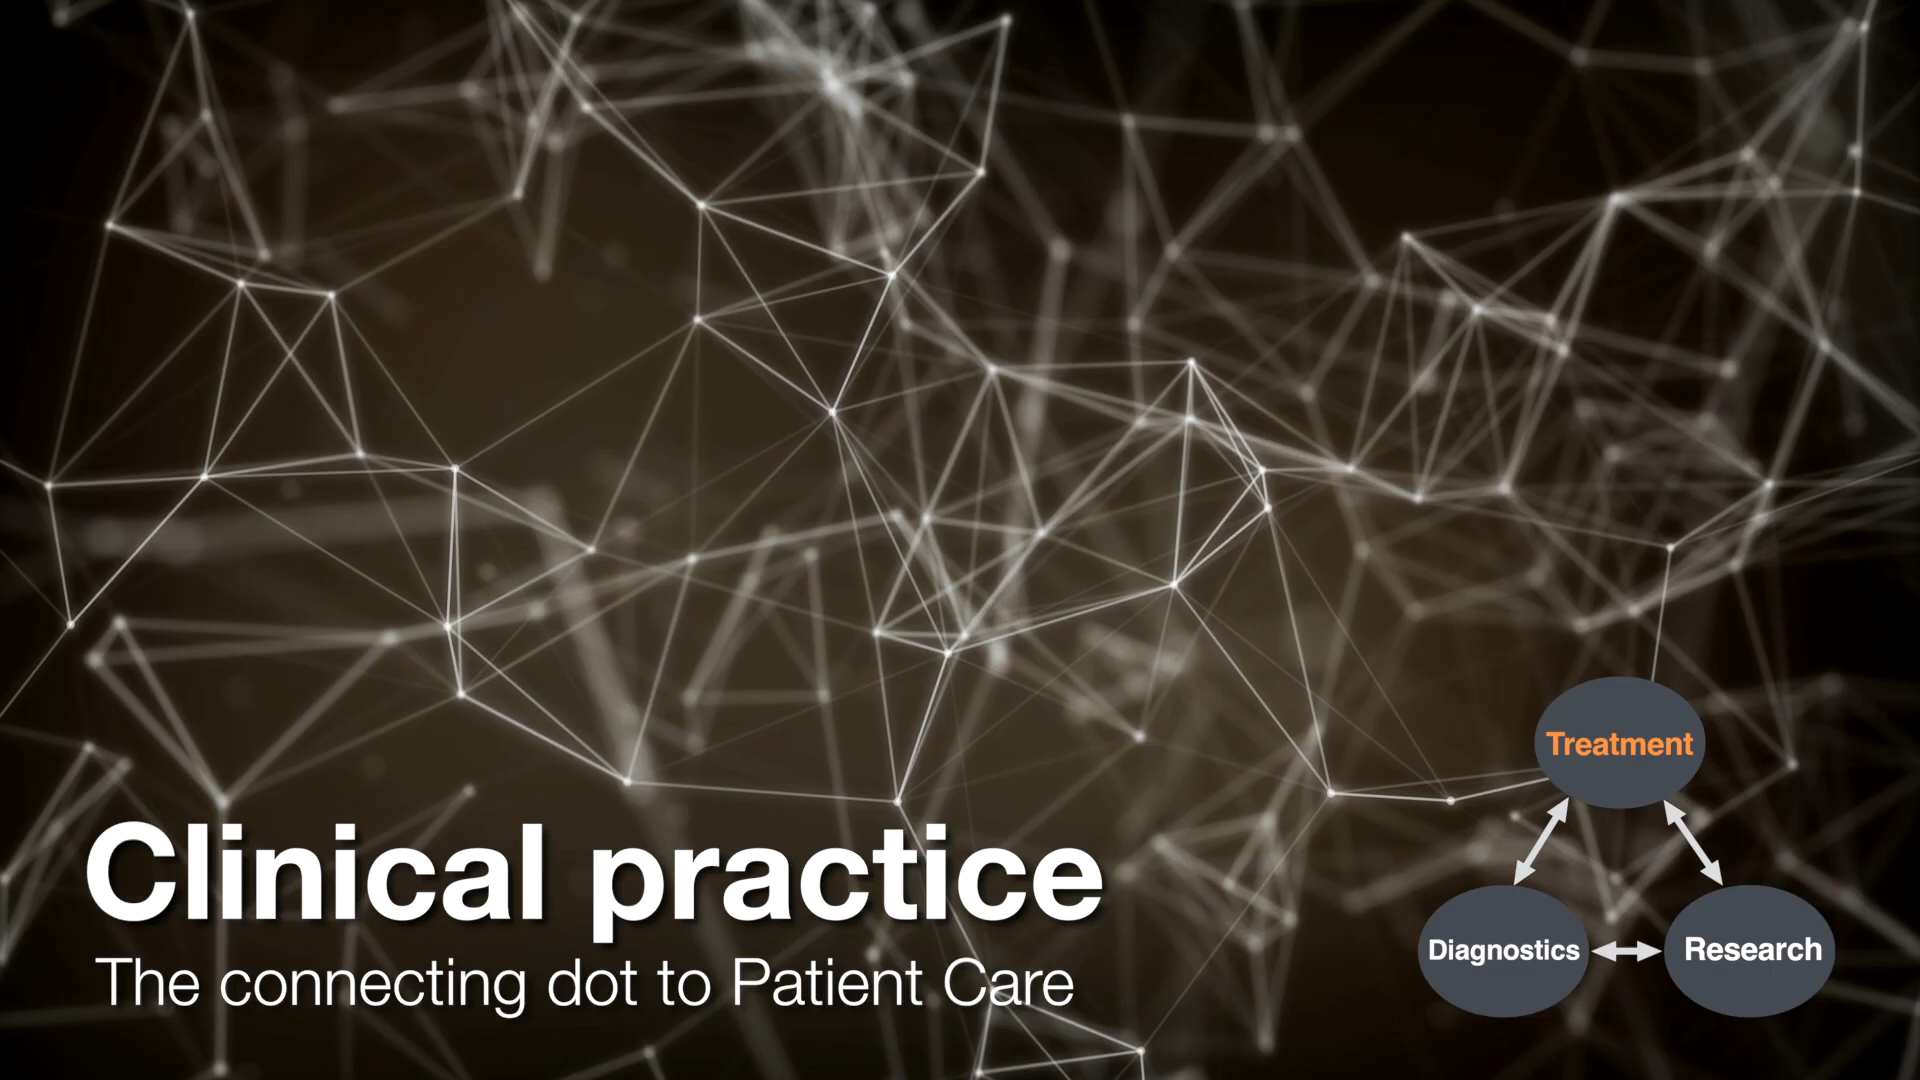 Clinical practice
The connecting dot to Patient Care
Treatment
Diagnostics
Research